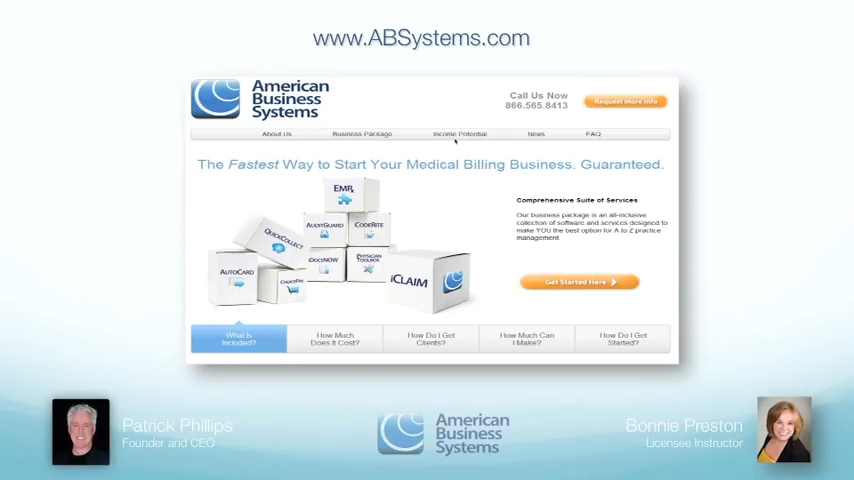 www.ABSystems.com
American
Business
Systems
Call Us Now
866.565.8413
Request More Info
About Us
Business Package
Income Potential
News
FAQ
The Fastest Way to Start Your Medical Billing Business. Guaranteed.
EMRx
AUDITGUARD
CODERITE
QUICKCOLLECT
iDOCSNOW
PHYSICIAN
TOOLBOX
AUTOCARD
CHOICEPAY
iCLAIM
Comprehensive Suite of Services
Our business package is an all-inclusive
collection of software and services designed to
make YOU the best option for A to Z practice
management
Get Started Here
What Is
Included?
How Much
Does It Cost?
How Do I Get
Clients?
How Much Can
I Make?
How Do I Get
Started?
Patrick Phillips
Founder and CEO
American
Business
Systems
Bonnie Preston
Licensee Instructor